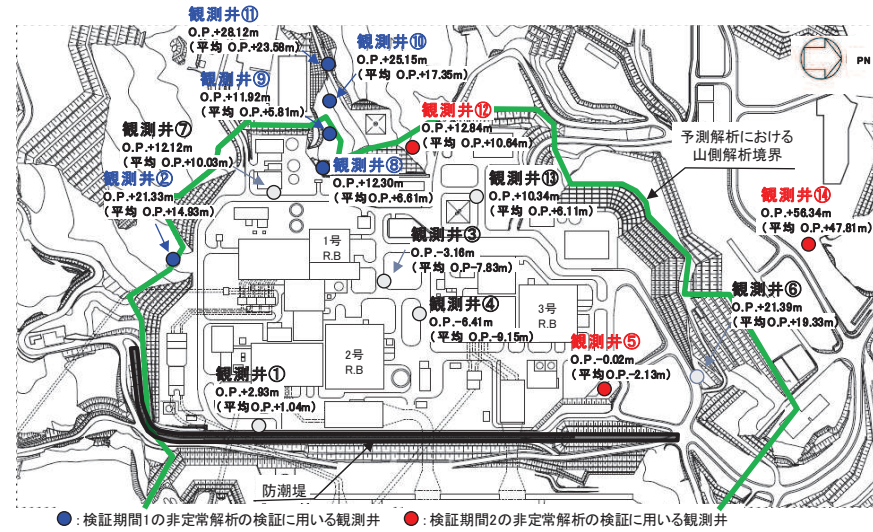 観測井⑪
O.P.+28.12m
(平均 O.P.+23.58m)
観測井⑩
O.P.+25.15m
(平均 O.P.+17.35m)
観測井⑨
O.P.+11.92m
(平均 O.P.+5.81m)
PN
観測井⑫
O.P.+12.84m
(平均 O.P.+10.64m)
観測井⑦
O.P.+12.12m
(平均 O.P.+10.03m)
予測解析における
山側解析境界
観測井⑧
O.P.+12.30m
(平均 O.P.+6.61m)
観測井②
O.P.+21.33m
(平均 O.P.+14.93m)
観測井⑬
O.P.+10.34m
(平均 O.P.+6.11m)
観測井⑭
O.P.+56.34m
(平均 O.P.+47.81m)
1号
R.B
観測井③
O.P.-3.16m
(平均 O.P-7.83m)
観測井⑥
O.P.+21.39m
(平均O.P.+19.33m)
観測井④
O.P.-6.41m
(平均 O.P.-9.15m)
3号
R.B
観測井⑤
O.P.-0.02m
(平均O.P.-2.13m)
2号
R.B
観測井①
O.P.+2.93m
(平均O.P.+1.04m)
防潮堤
：検証期間1の非定常解析の検証に用いる観測井
：検証期間2の非定常解析の検証に用いる観測井